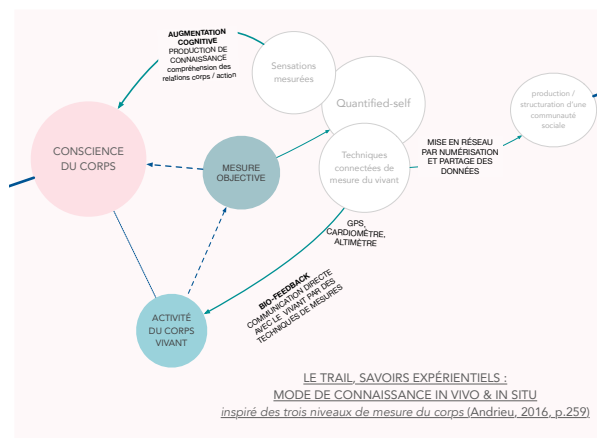 AUGMENTATION
COGNITIVE
PRODUCTION DE
CONNAISSANCE
compréhension des
relations corps / action
Sensations
mesurées
Quantified-self
production /
structuration d'une
communauté
sociale
CONSCIENCE
DU CORPS
MESURE
OBJECTIVE
Techniques
connectées de
mesure du vivant
MISE EN RÉSEAU
PAR NUMÉRISATION
ET PARTAGE DES
DONNÉES
GPS,
CARDIOMÈTRE,
ALTIMÈTRE
BIO-FEEDBACK
COMMUNICATION DIRECTE
AVEC LE VIVANT PAR DES
TECHNIQUES DE MESURES
ACTIVITÉ
DU CORPS
VIVANT
LE TRAIL, SAVOIRS EXPÉRIENTIELS :
MODE DE CONNAISSANCE IN VIVO & IN SITU
inspiré des trois niveaux de mesure du corps (Andrieu, 2016, p.259)